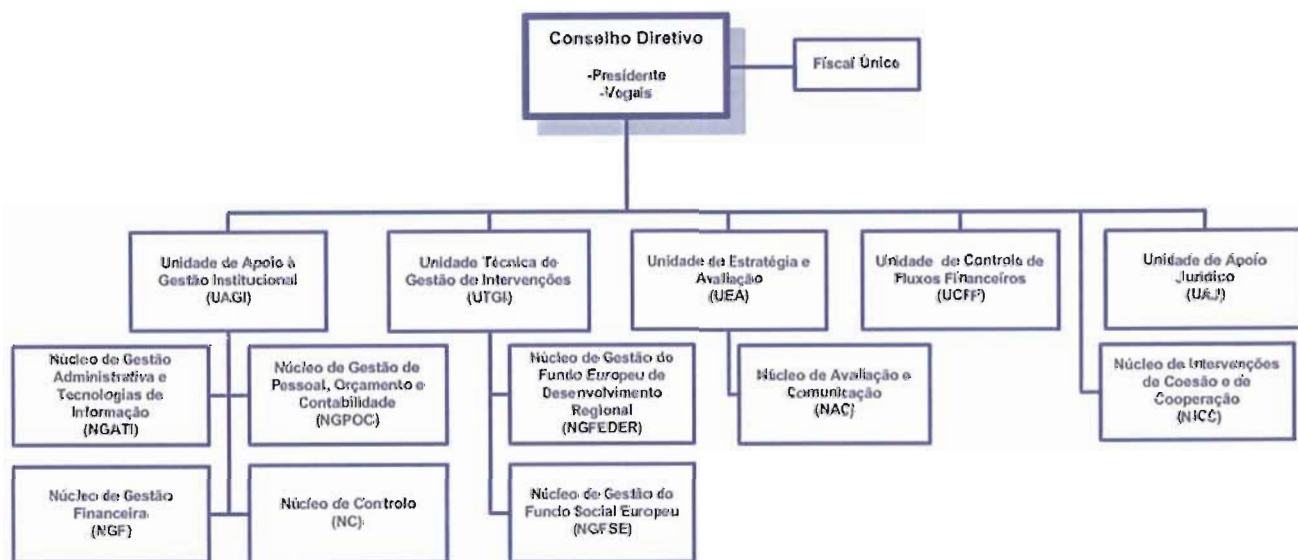 Conselho Diretivo
-Presidente
-Vogais
Fiscal Único
Unidade de Apoio à
Gestão Institucional
(UAGI)
Unidade Técnica de
Gestão de Intervenções
(UTGI)
Unidade de Estratégia e
Avaliação
(UEA)
Unidade de Controlo de
Fluxos Financeiros
(UCFF)
Unidade de Apoio
Jurídico
(UAJ)
Núcleo de Gestão
Administrativa e
Tecnologias de
Informação
(NGATI)
Núcleo de Gestão de
Pessoal, Orçamento e
Contabilidade
(NGPOC)
Núcleo de Gestão do
Fundo Europeu de
Desenvolvimento
Regional
(NGFEDER)
Núcleo de Avaliação e
Comunicação
(NAC)
Núcleo de Intervenções
de Coesão e de
Cooperação
(NICC)
Núcleo de Gestão
Financeira
(NGF)
Núcleo de Controlo
(NC)
Núcleo de Gestão do
Fundo Social Europeu
(NGFSE)